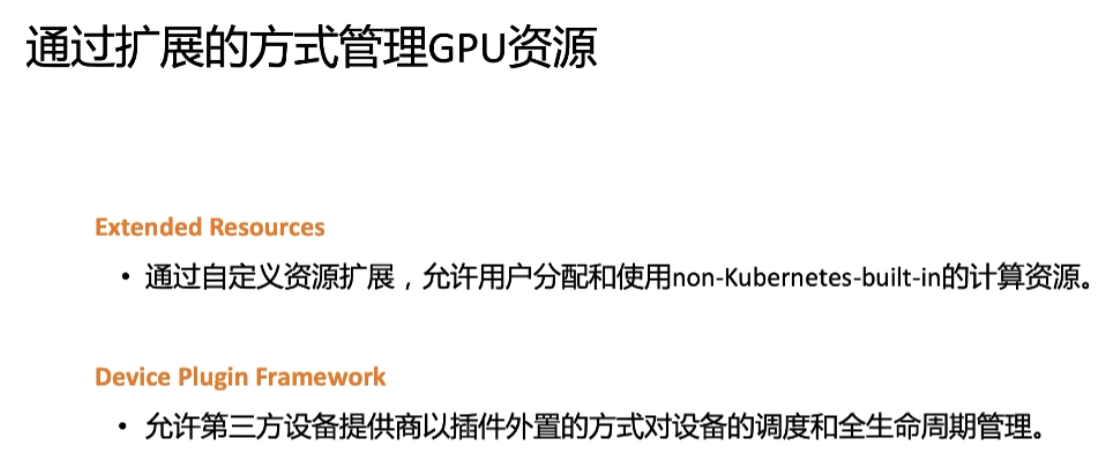 通过扩展的方式管理GPU资源
Extended Resources
• 通过自定义资源扩展，允许用户分配和使用non-Kubernetes-built-in的计算资源。
Device Plugin Framework
• 允许第三方设备提供商以插件外置的方式对设备的调度和全生命周期管理。